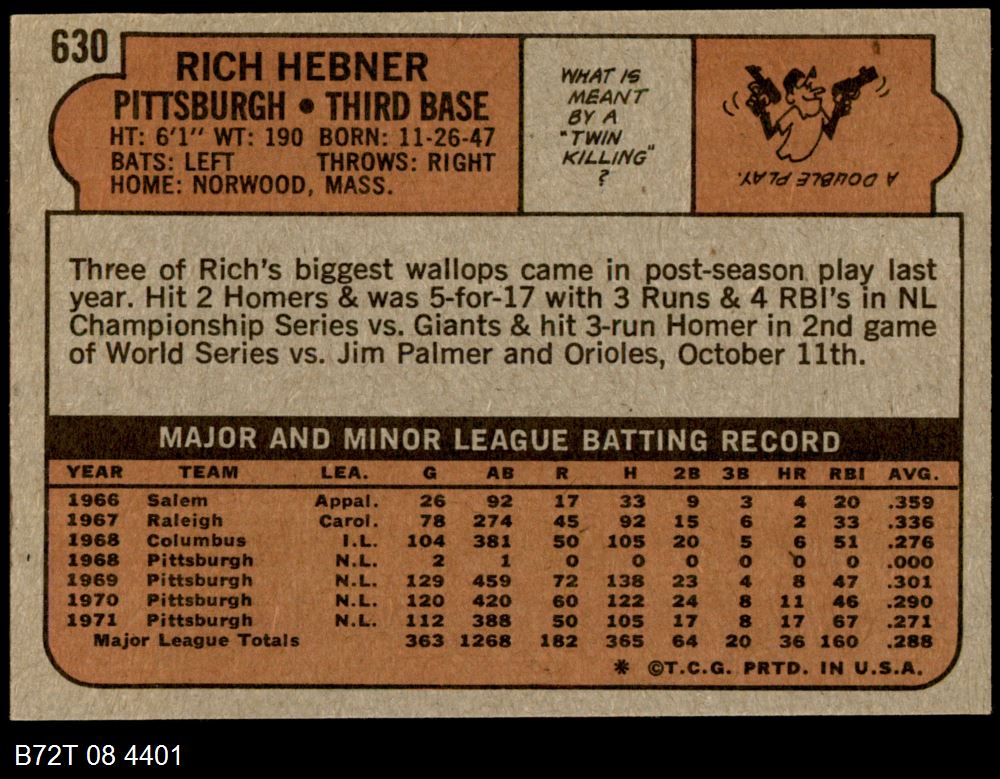 630
RICH HEBNER
PITTSBURGH • THIRD BASE
HT: 6'1" WT: 190 BORN: 11-26-47
BATS: LEFT THROWS: RIGHT
HOME: NORWOOD, MASS.
WHAT IS
MEANT
BY A
"TWIN
KILLING"
?
A DOUBLE PLAY.
Three of Rich's biggest wallops came in post-season play last
year. Hit 2 Homers & was 5-for-17 with 3 Runs & 4 RBI's in NL
Championship Series vs. Giants & hit 3-run Homer in 2nd game
of World Series vs. Jim Palmer and Orioles, October 11th.
MAJOR AND MINOR LEAGUE BATTING RECORD
YEAR TEAM LEA. G AB R H 2B 3B HR RBI AVG.
1966 Salem Appal. 26 92 17 33 9 3 4 20 .359
1967 Raleigh Carol. 78 274 45 92 15 6 2 33 .336
1968 Columbus I.L. 104 381 50 105 20 5 6 51 .276
1968 Pittsburgh N.L. 2 1 0 0 0 0 0 0 .000
1969 Pittsburgh N.L. 129 459 72 138 23 4 8 47 .301
1970 Pittsburgh N.L. 120 420 60 122 24 8 11 46 .290
1971 Pittsburgh N.L. 112 388 50 105 17 8 17 67 .271
Major League Totals 363 1268 182 365 64 20 36 160 .288
* ©T.C.G. PRTD. IN U.S.A.
B72T 08 4401